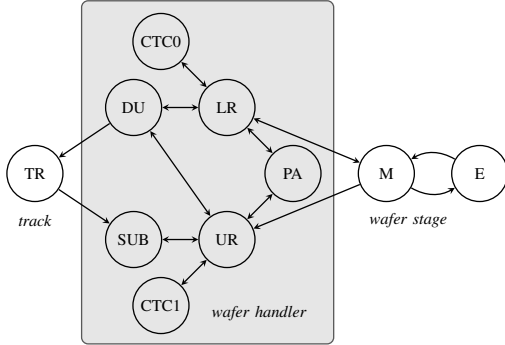 CTC0
DU
LR
TR
PA
M
E
track
wafer stage
SUB
UR
CTC1
wafer handler